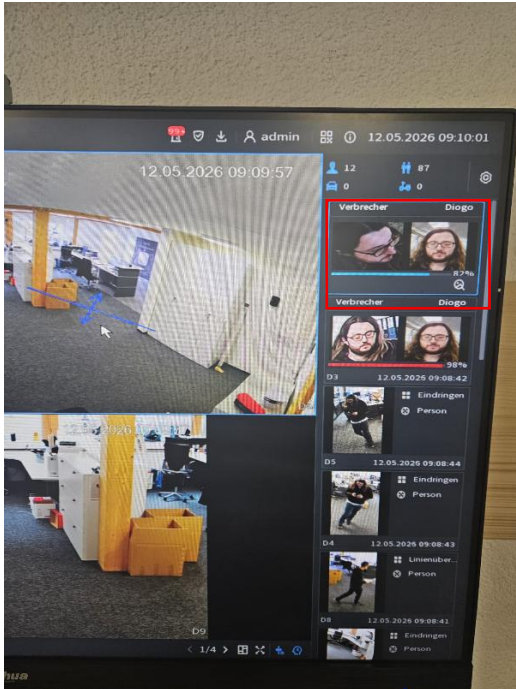 99+
admin
12.05.2026 09:10:01
12.05.2026 09:09:57
12
87
0
0
Verbrecher Diogo
82%
Verbrecher Diogo
98%
D3 12.05.2026 09:08:42
Eindringen
Person
D5 12.05.2026 09:08:44
Eindringen
Person
D4 12.05.2026 09:08:43
Linienüber...
Person
D8 12.05.2026 09:08:41
Eindringen
Person
D9
1/4
hua